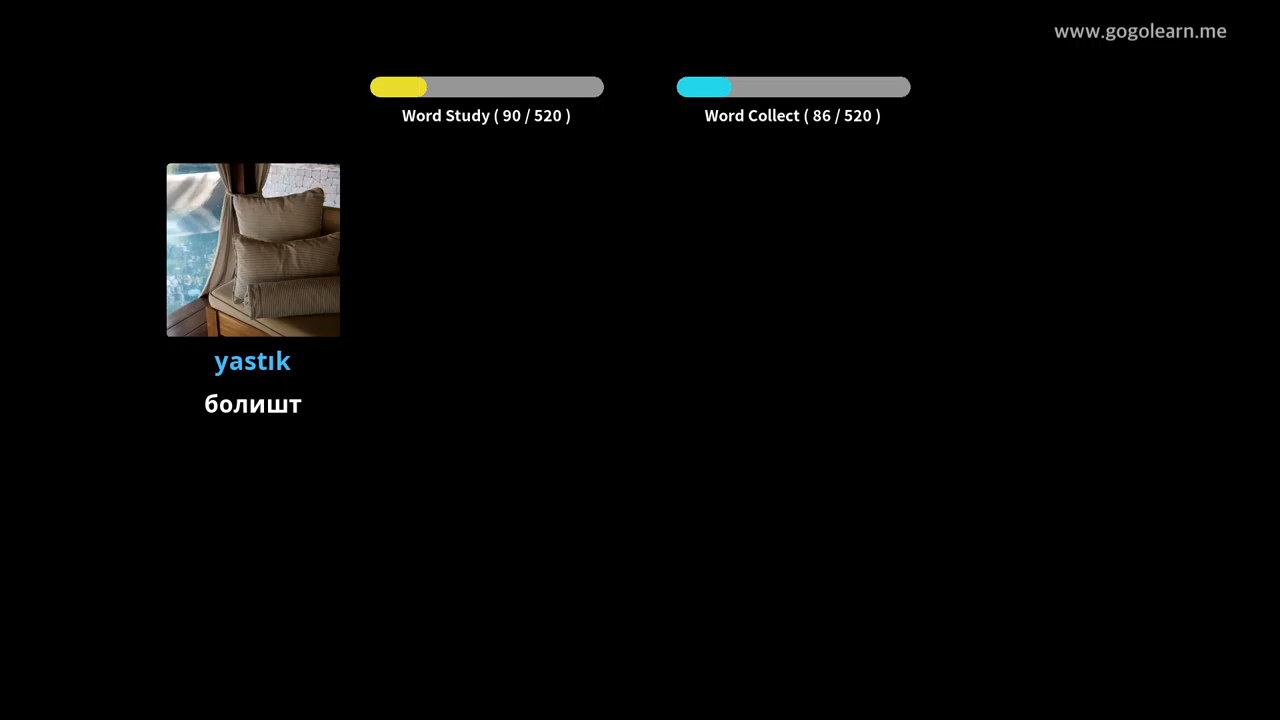 www.gogolearn.me
Word Study ( 90 / 520 )
Word Collect ( 86 / 520 )
yastık
болишт